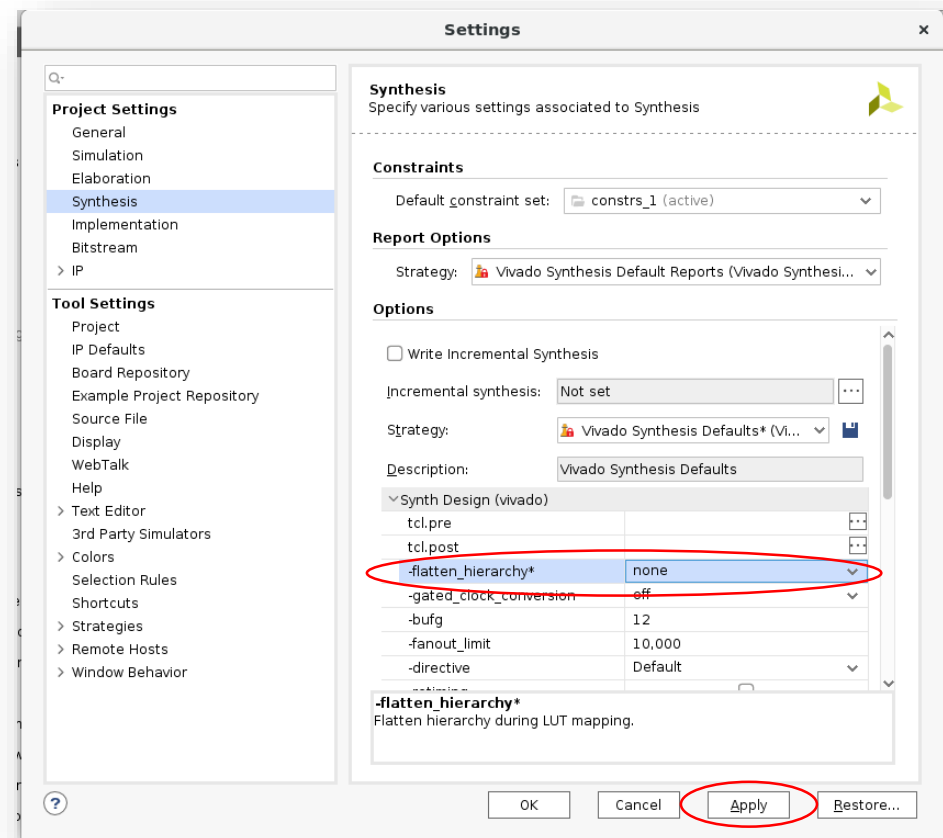 Settings
×
Project Settings
General
Simulation
Elaboration
Synthesis
Implementation
Bitstream
> IP
Tool Settings
Project
IP Defaults
Board Repository
Example Project Repository
Source File
Display
WebTalk
Help
> Text Editor
3rd Party Simulators
> Colors
Selection Rules
Shortcuts
> Strategies
> Remote Hosts
> Window Behavior
Synthesis
Specify various settings associated to Synthesis
Constraints
Default constraint set: constrs_1 (active)
Report Options
Strategy: Vivado Synthesis Default Reports (Vivado Synthesi...
Options
Write Incremental Synthesis
Incremental synthesis: Not set ...
Strategy: Vivado Synthesis Defaults* (Vi...
Description: Vivado Synthesis Defaults
Synth Design (vivado)
tcl.pre ...
tcl.post ...
-flatten_hierarchy* none
-gated_clock_conversion off
-bufg 12
-fanout_limit 10,000
-directive Default
-flatten_hierarchy*
Flatten hierarchy during LUT mapping.
? OK Cancel Apply Restore...